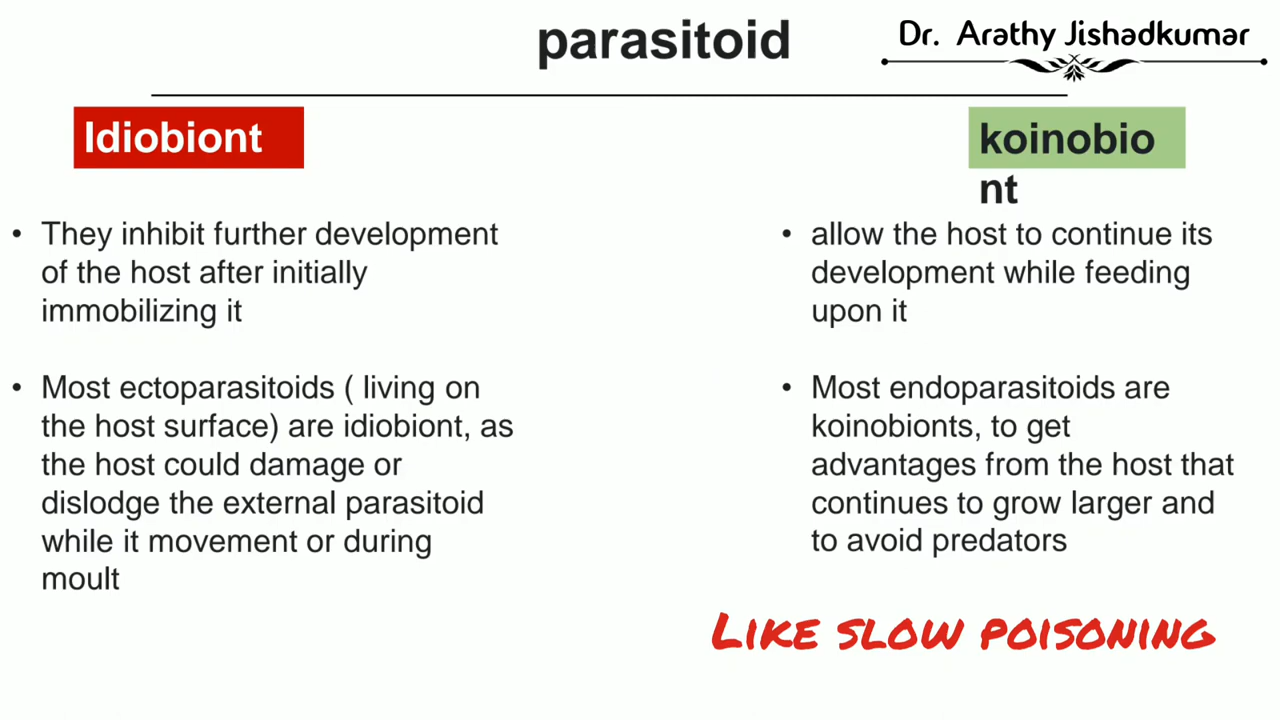 parasitoid
Dr. Arathy Jishadkumar
Idiobiont
• They inhibit further development
of the host after initially
immobilizing it
• Most ectoparasitoids ( living on
the host surface) are idiobiont, as
the host could damage or
dislodge the external parasitoid
while it movement or during
moult
koinobio
nt
• allow the host to continue its
development while feeding
upon it
• Most endoparasitoids are
koinobionts, to get
advantages from the host that
continues to grow larger and
to avoid predators
LIKE SLOW POISONING